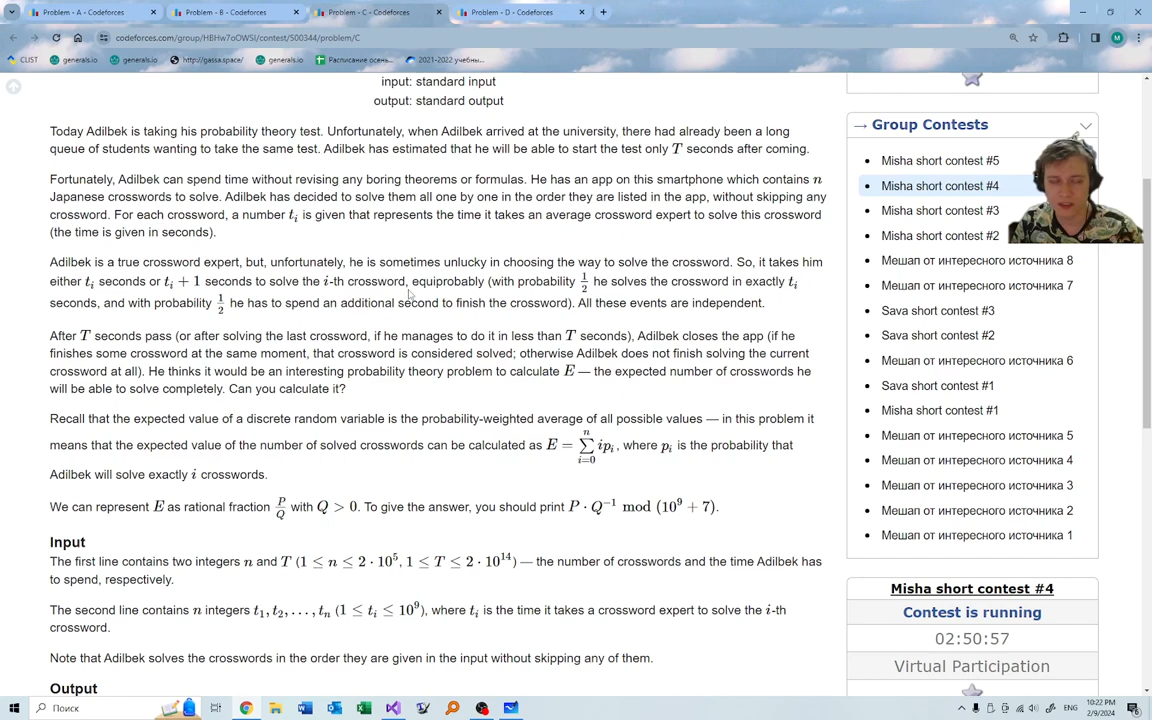 Problem - A - Codeforces
Problem - B - Codeforces
Problem - C - Codeforces
Problem - D - Codeforces
codeforces.com/group/HBHw7oOWSI/contest/500344/problem/C
CLIST generals.io generals.io http://gassa.space/ generals.io Расписание осень... 2021-2022 учебны...
input: standard input
output: standard output
Today Adilbek is taking his probability theory test. Unfortunately, when Adilbek arrived at the university, there had already been a long
queue of students wanting to take the same test. Adilbek has estimated that he will be able to start the test only T seconds after coming.
Fortunately, Adilbek can spend time without revising any boring theorems or formulas. He has an app on this smartphone which contains n
Japanese crosswords to solve. Adilbek has decided to solve them all one by one in the order they are listed in the app, without skipping any
crossword. For each crossword, a number t_i is given that represents the time it takes an average crossword expert to solve this crossword
(the time is given in seconds).
Adilbek is a true crossword expert, but, unfortunately, he is sometimes unlucky in choosing the way to solve the crossword. So, it takes him
either t_i seconds or t_i + 1 seconds to solve the i-th crossword, equiprobably (with probability 1/2 he solves the crossword in exactly t_i
seconds, and with probability 1/2 he has to spend an additional second to finish the crossword). All these events are independent.
After T seconds pass (or after solving the last crossword, if he manages to do it in less than T seconds), Adilbek closes the app (if he
finishes some crossword at the same moment, that crossword is considered solved; otherwise Adilbek does not finish solving the current
crossword at all). He thinks it would be an interesting probability theory problem to calculate E — the expected number of crosswords he
will be able to solve completely. Can you calculate it?
Recall that the expected value of a discrete random variable is the probability-weighted average of all possible values — in this problem it
means that the expected value of the number of solved crosswords can be calculated as E = ∑_{i=0}^{n} ip_i, where p_i is the probability that
Adilbek will solve exactly i crosswords.
We can represent E as rational fraction P/Q with Q > 0. To give the answer, you should print P · Q^{-1} mod (10^9 + 7).
Input
The first line contains two integers n and T (1 ≤ n ≤ 2 · 10^5, 1 ≤ T ≤ 2 · 10^14) — the number of crosswords and the time Adilbek has
to spend, respectively.
The second line contains n integers t_1, t_2, . . . , t_n (1 ≤ t_i ≤ 10^9), where t_i is the time it takes a crossword expert to solve the i-th
crossword.
Note that Adilbek solves the crosswords in the order they are given in the input without skipping any of them.
Output
→ Group Contests
Misha short contest #5
Misha short contest #4
Misha short contest #3
Misha short contest #2
Мешап от интересного источника 8
Мешап от интересного источника 7
Sava short contest #3
Sava short contest #2
Мешап от интересного источника 6
Sava short contest #1
Misha short contest #1
Мешап от интересного источника 5
Мешап от интересного источника 4
Мешап от интересного источника 3
Мешап от интересного источника 2
Мешап от интересного источника 1
Misha short contest #4
Contest is running
02:50:57
Virtual Participation
Поиск
ENG
10:22 PM
2/9/2024